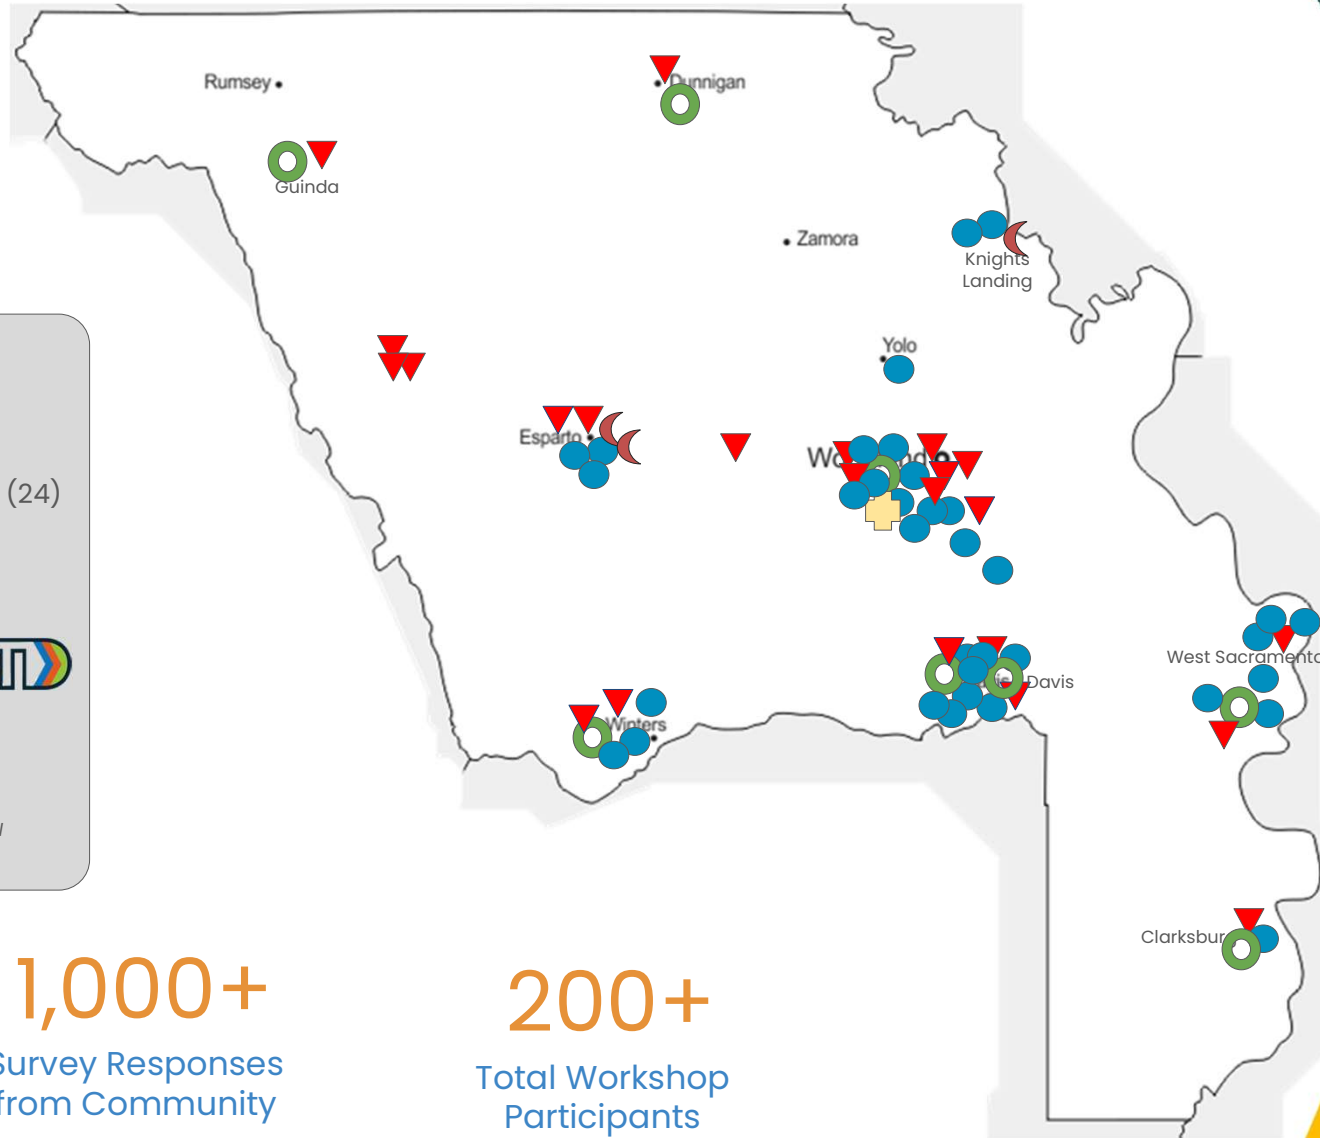 Rumsey
Dunnigan
Guinda
Zamora
Knights
Landing
Yolo
Esparto
(24)
West Sacramento
Davis
Winters
Clarksbur
1,000+
Survey Responses
from Community
200+
Total Workshop
Participants